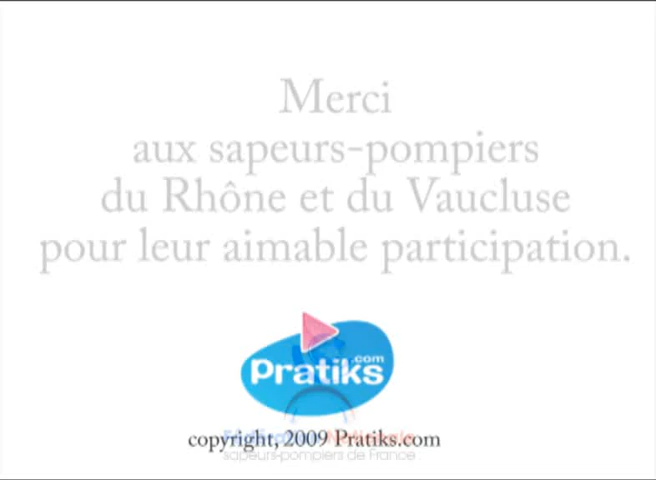 Merci
aux sapeurs-pompiers
du Rhône et du Vaucluse
pour leur aimable participation.
Pratiks.com
copyright, 2009 Pratiks.com
sapeurs-pompiers de France